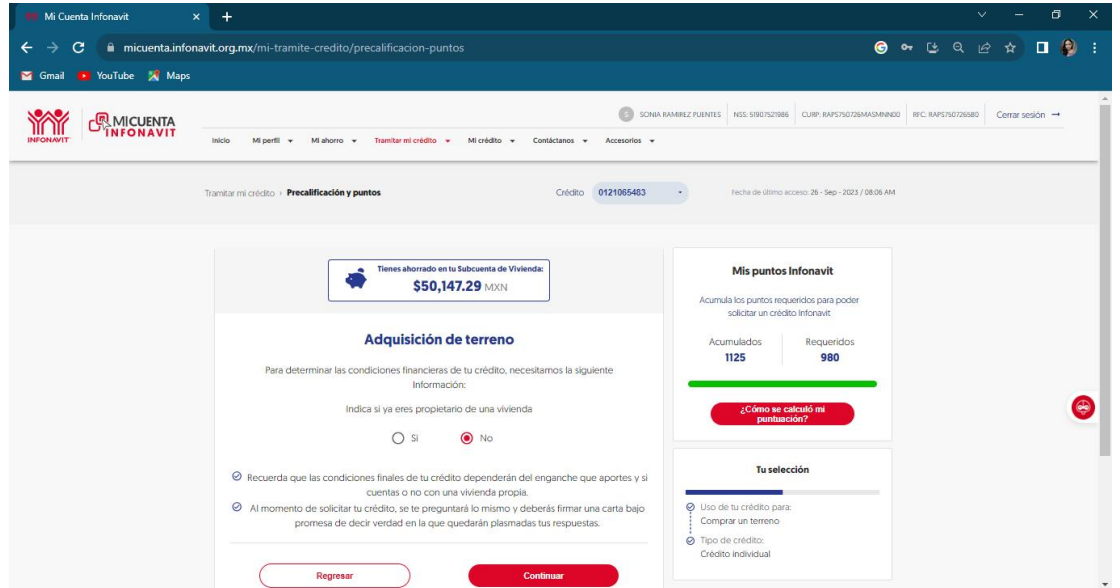 Mi Cuenta Infonavit
micuenta.infonavit.org.mx/mi-tramite-credito/precalificacion-puntos
Gmail YouTube Maps
INFONAVIT
MICUENTA
INFONAVIT
S SONIA RAMIREZ PUENTES NSS: 51907521986 CURP: RAPS750726MASMNN00 RFC: RAPS750726580 Cerrar sesión →
Inicio Mi perfil Mi ahorro Tramitar mi crédito Mi crédito Contáctanos Accesorios
Tramitar mi crédito > Precalificación y puntos
Crédito 0121065483
Fecha de último acceso: 26 - Sep - 2023 / 08:06 AM
Tienes ahorrado en tu Subcuenta de Vivienda:
$50,147.29 MXN
Adquisición de terreno
Para determinar las condiciones financieras de tu crédito, necesitamos la siguiente
Información:
Indica si ya eres propietario de una vivienda
Si No
Recuerda que las condiciones finales de tu crédito dependerán del enganche que aportes y si
cuentas o no con una vivienda propia.
Al momento de solicitar tu crédito, se te preguntará lo mismo y deberás firmar una carta bajo
promesa de decir verdad en la que quedarán plasmadas tus respuestas.
Regresar Continuar
Mis puntos Infonavit
Acumula los puntos requeridos para poder
solicitar un crédito Infonavit
Acumulados Requeridos
1125 980
¿Cómo se calculó mi
puntuación?
Tu selección
Uso de tu crédito para:
Comprar un terreno
Tipo de crédito:
Crédito individual